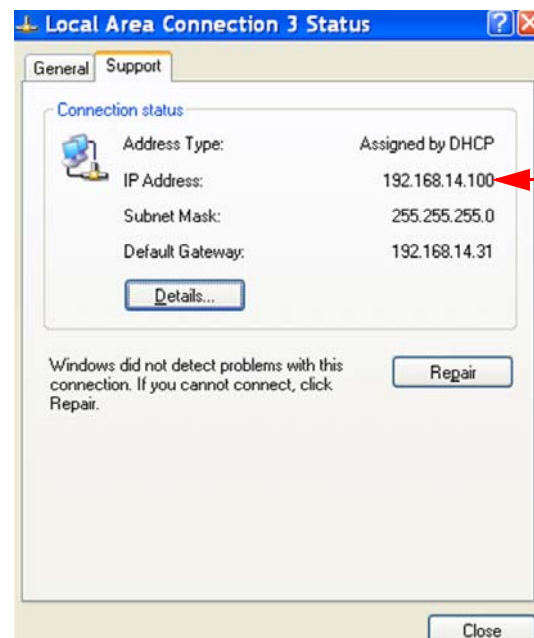 Local Area Connection 3 Status
General Support
Connection status
Address Type: Assigned by DHCP
IP Address: 192.168.14.100
Subnet Mask: 255.255.255.0
Default Gateway: 192.168.14.31
Details...
Windows did not detect problems with this
connection. If you cannot connect, click
Repair.
Repair
Close